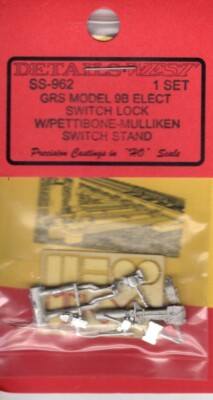 DETAILS WEST
SS-962 1 SET
GRS MODEL 9B ELECT
SWITCH LOCK
W/PETTIBONE-MULLIKEN
SWITCH STAND
Precision Castings in "HO" Scale